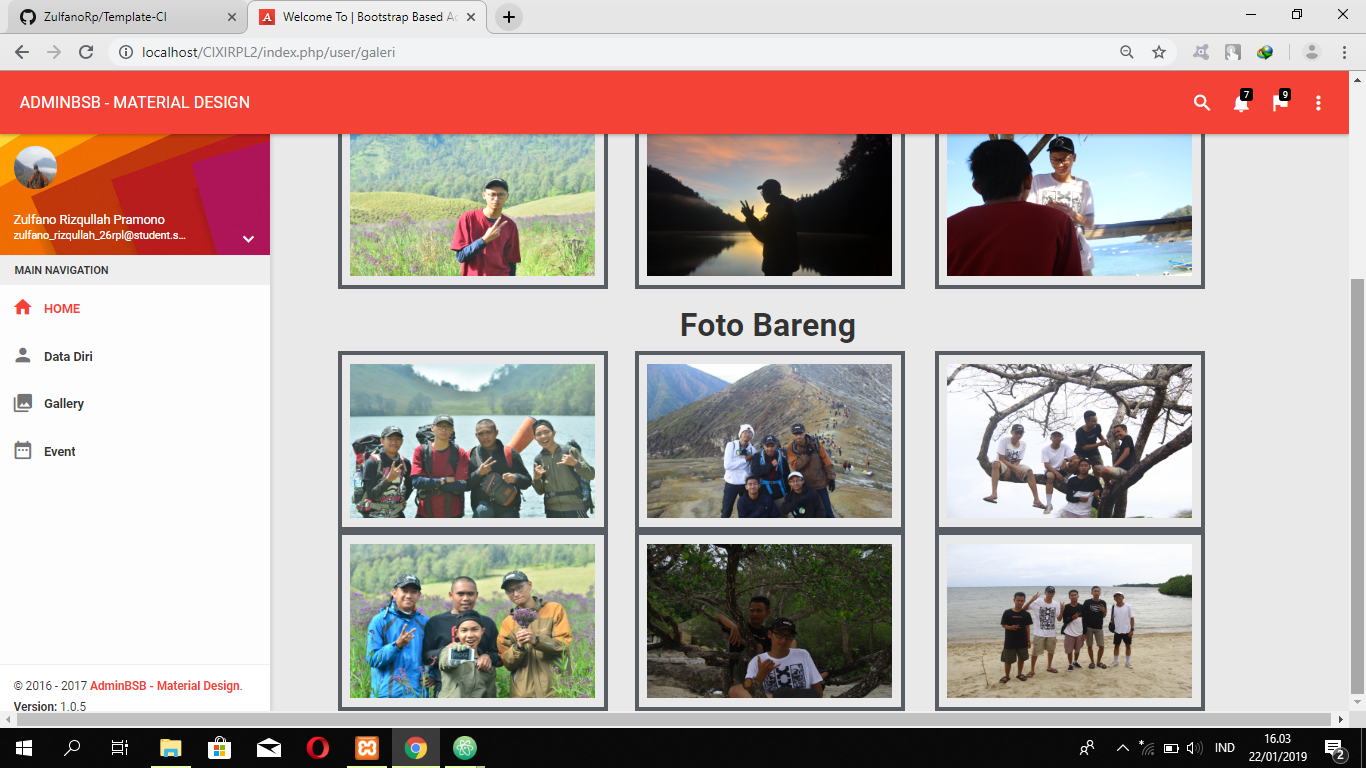 ZulfanoRp/Template-CI
Welcome To | Bootstrap Based Ad
localhost/CIXIRPL2/index.php/user/galeri
ADMINBSB - MATERIAL DESIGN
7
9
Zulfano Rizqullah Pramono
zulfano_rizqullah_26rpl@student.s...
MAIN NAVIGATION
HOME
Data Diri
Gallery
Event
Foto Bareng
© 2016 - 2017 AdminBSB - Material Design.
Version: 1.0.5
IND
16.03
22/01/2019
2